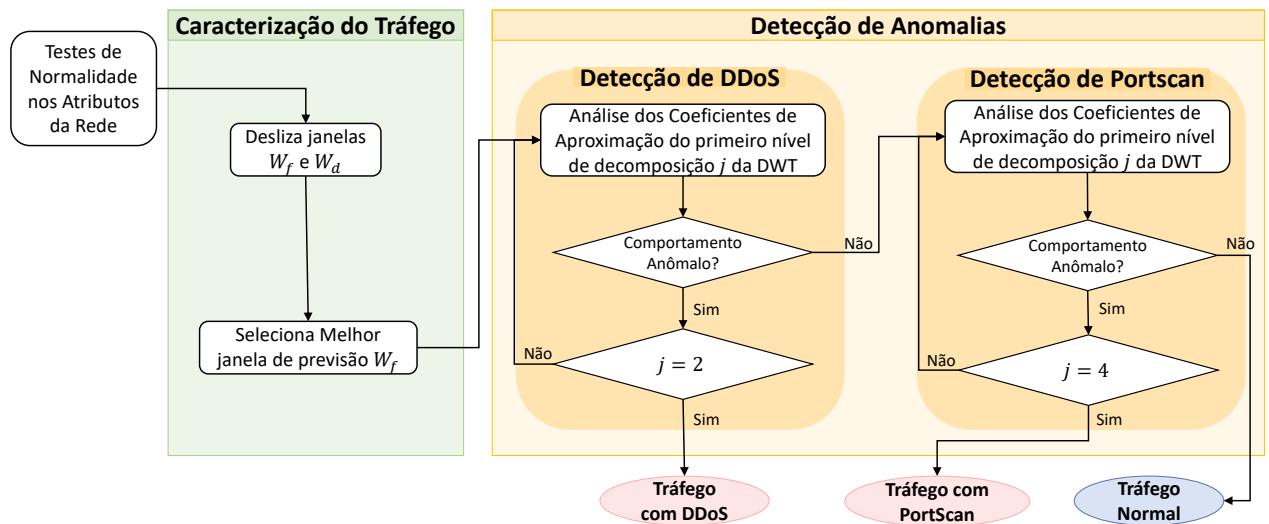 Testes de
Normalidade
nos Atributos
da Rede
Caracterização do Tráfego
Desliza janelas
W_f e W_d
Seleciona Melhor
janela de previsão W_f
Detecção de Anomalias
Detecção de DDoS
Análise dos Coeficientes de
Aproximação do primeiro nível
de decomposição j da DWT
Comportamento
Anômalo?
Não
Sim
Não
j = 2
Sim
Detecção de Portscan
Análise dos Coeficientes de
Aproximação do primeiro nível
de decomposição j da DWT
Comportamento
Anômalo?
Não
Sim
Não
j = 4
Sim
Tráfego
com DDoS
Tráfego com
PortScan
Tráfego
Normal